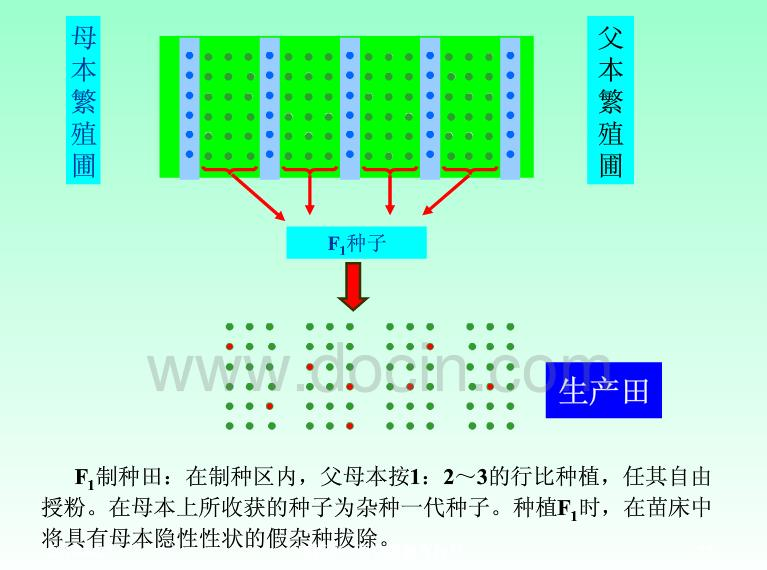 母本繁殖圃
父本繁殖圃
F1种子
www.docin.com
生产田
F1制种田：在制种区内，父母本按1：2～3的行比种植，任其自由
授粉。在母本上所收获的种子为杂种一代种子。种植F1时，在苗床中
将具有母本隐性性状的假杂种拔除。